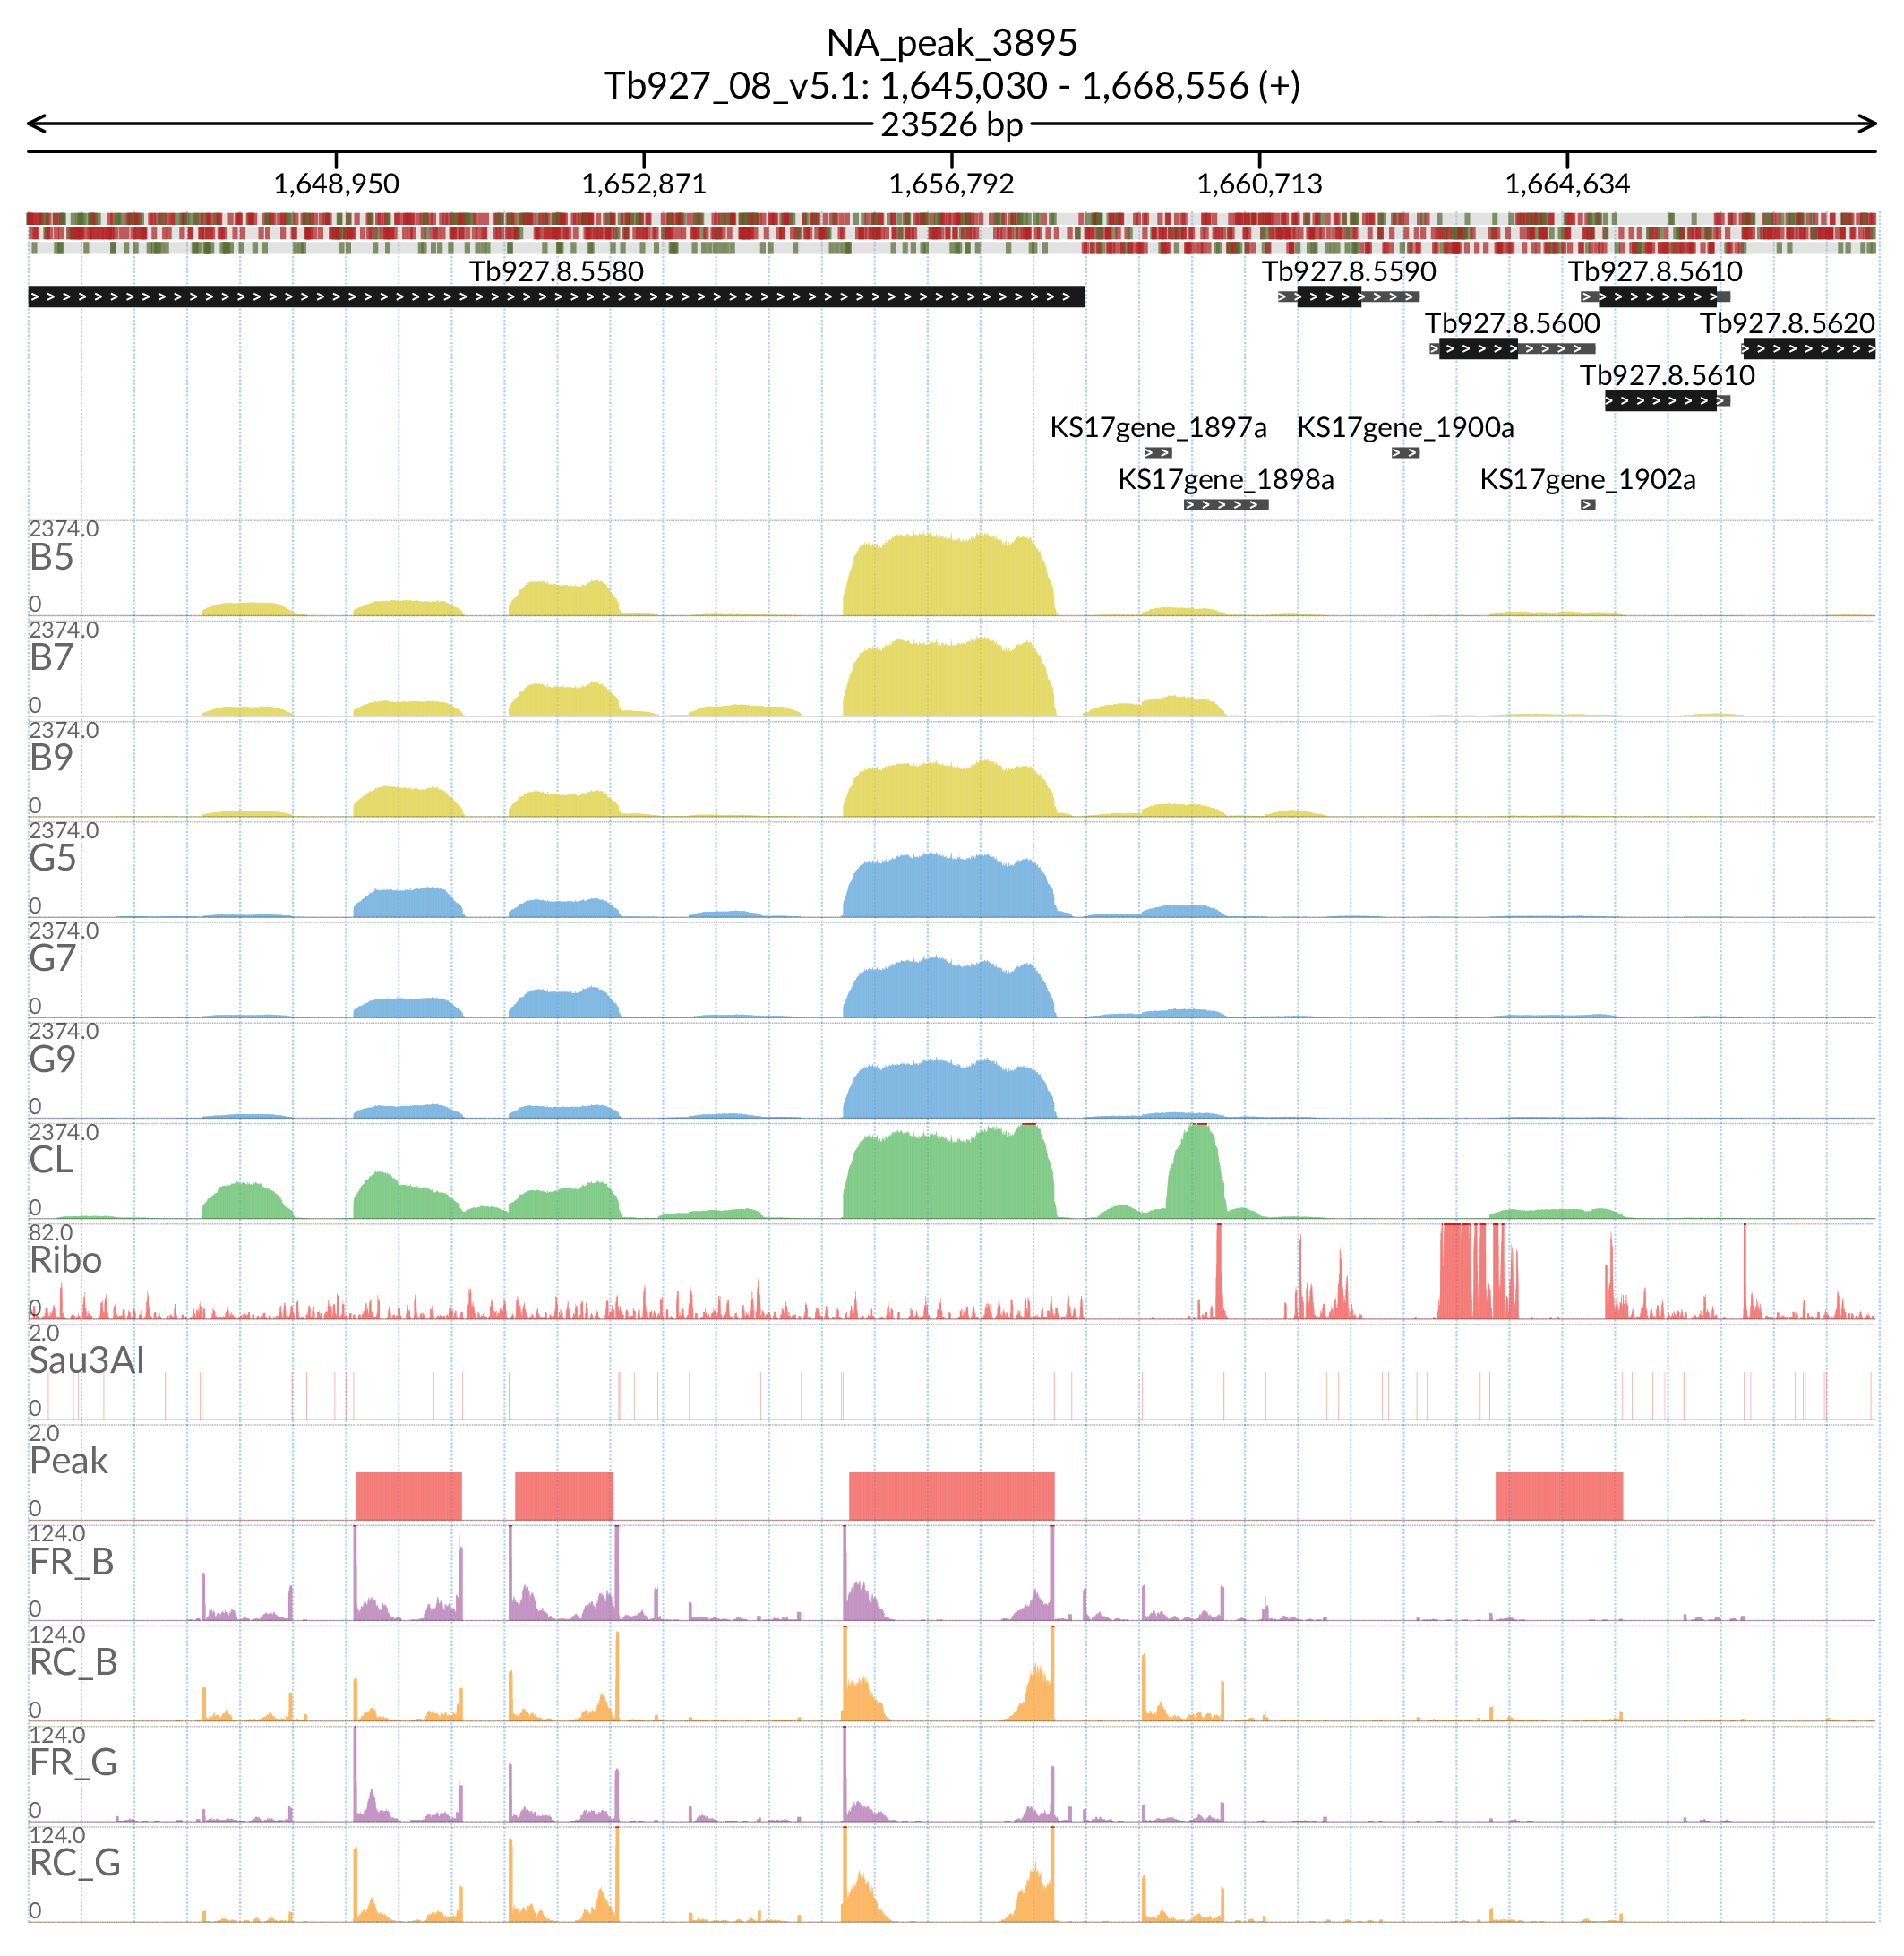 NA_peak_3895
Tb927_08_v5.1: 1,645,030 - 1,668,556 (+)
23526 bp
1,648,950 1,652,871 1,656,792 1,660,713 1,664,634
Tb927.8.5580 Tb927.8.5590 Tb927.8.5610
Tb927.8.5600 Tb927.8.5620
Tb927.8.5610
KS17gene_1897a KS17gene_1900a
KS17gene_1898a KS17gene_1902a
2374.0
B5
0
2374.0
B7
0
2374.0
B9
0
2374.0
G5
0
2374.0
G7
0
2374.0
G9
0
2374.0
CL
0
82.0
Ribo
0
2.0
Sau3AI
0
2.0
Peak
0
124.0
FR_B
0
124.0
RC_B
0
124.0
FR_G
0
124.0
RC_G
0